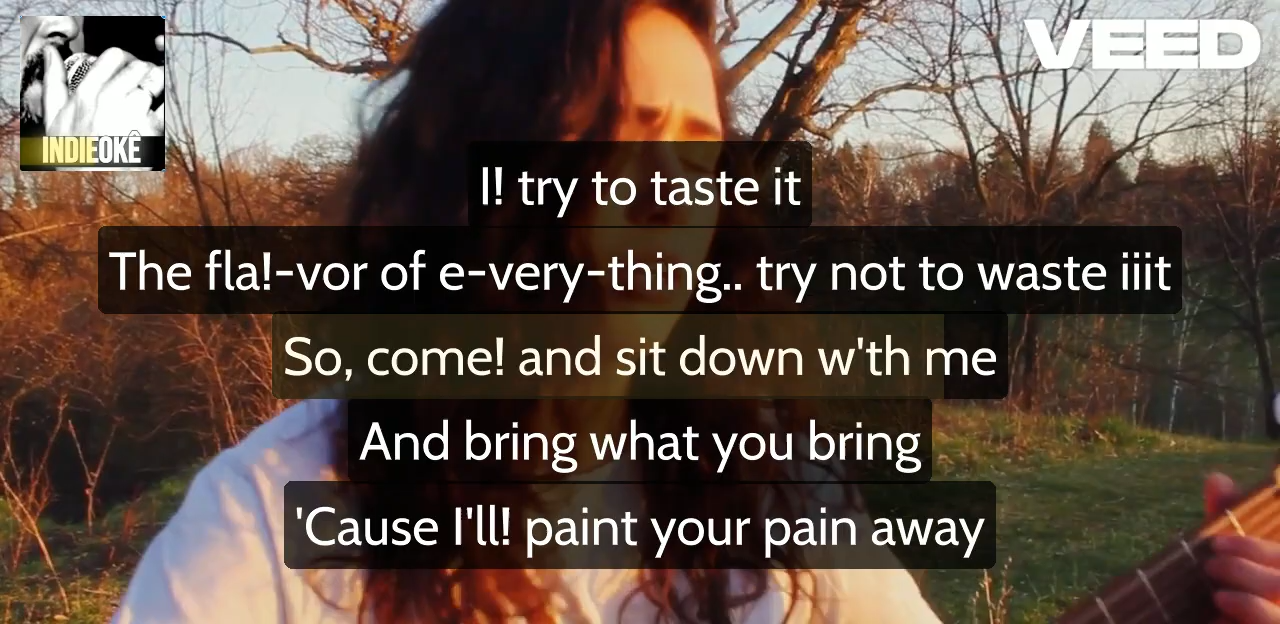 VEED
INDIEOKÊ
I! try to taste it
The fla!-vor of e-very-thing.. try not to waste iiit
So, come! and sit down w'th me
And bring what you bring
'Cause I'll! paint your pain away